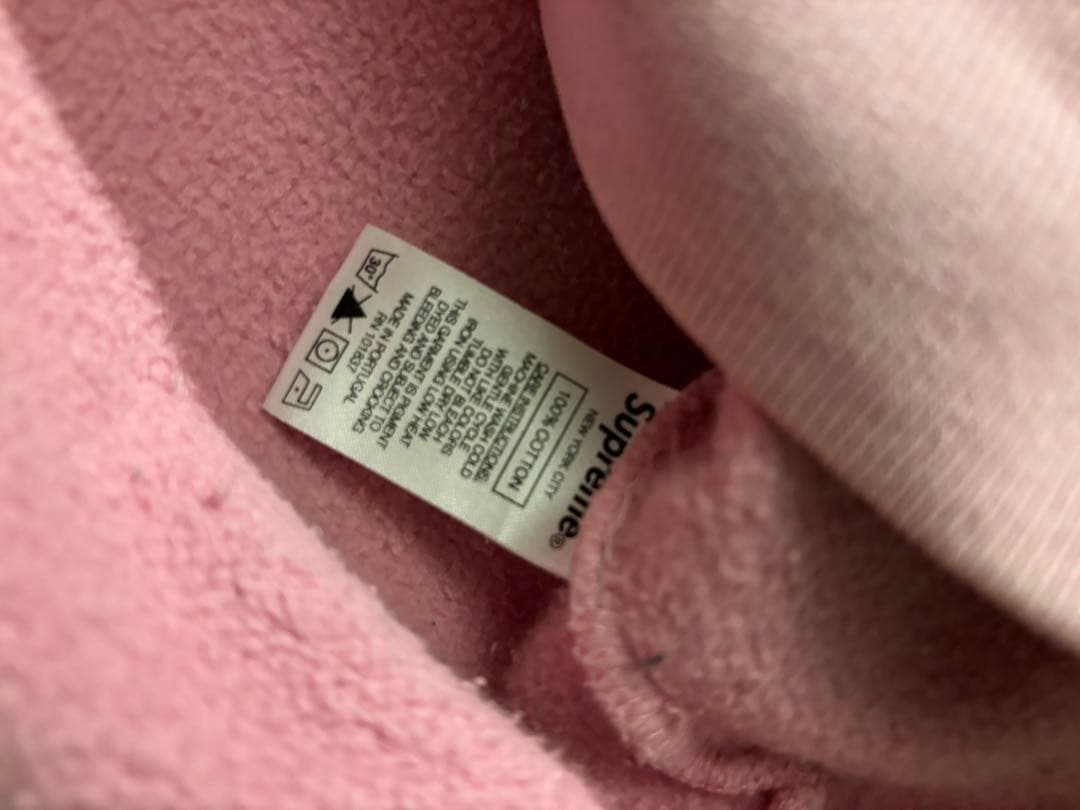 Supreme®
NEW YORK CITY
100% COTTON
CARE INSTRUCTIONS:
MACHINE WASH COLD
GENTLE CYCLE
WITH LIKE COLORS
DO NOT BLEACH
TUMBLE DRY LOW
IRON USING LOW HEAT
THIS GARMENT IS PIGMENT
DYED AND SUBJECT TO
BLEEDING AND CROCKING
MADE IN PORTUGAL
RN 101837
30°